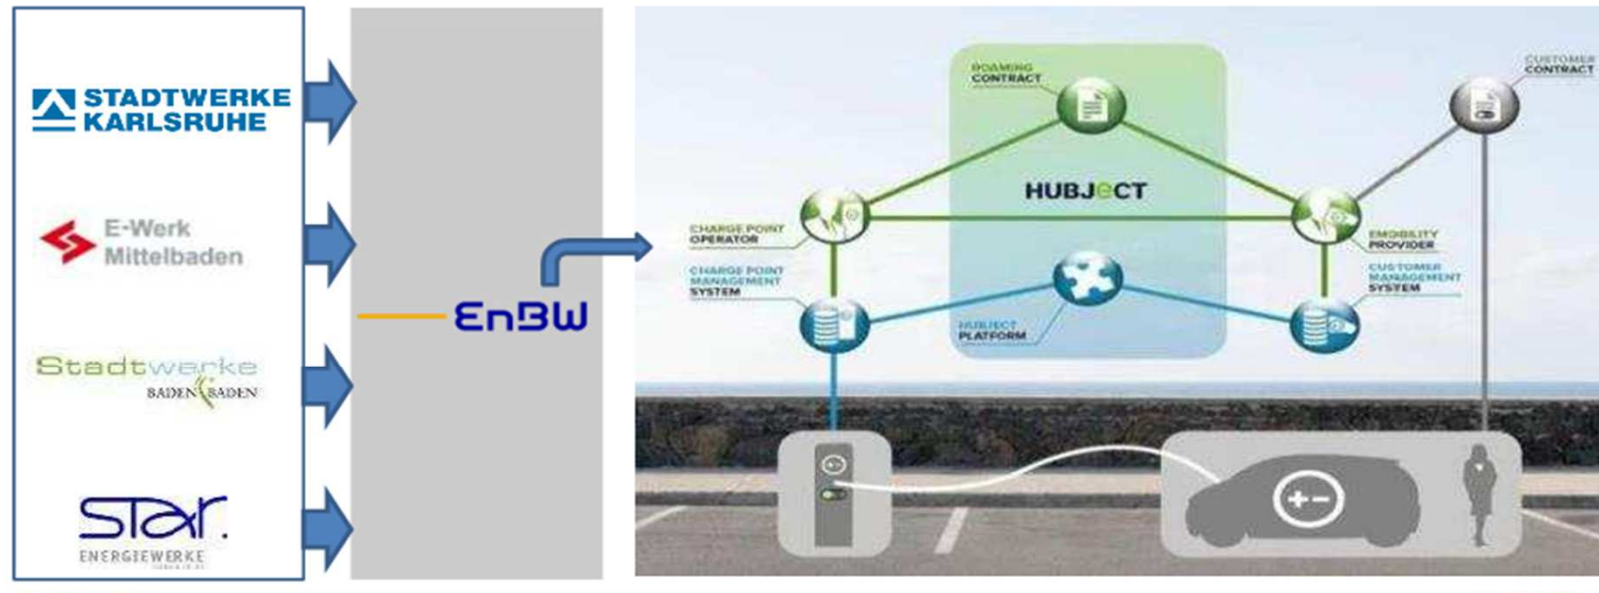 STADTWERKE
KARLSRUHE
E-Werk
Mittelbaden
Stadtwerke
BADEN BADEN
star.
ENERGIEWERKE
EnBW
ROAMING
CONTRACT
CUSTOMER
CONTRACT
HUBJeCT
CHARGE POINT
OPERATOR
EMOBILITY
PROVIDER
CHARGE POINT
MANAGEMENT
SYSTEM
CUSTOMER
MANAGEMENT
SYSTEM
HUBJECT
PLATFORM